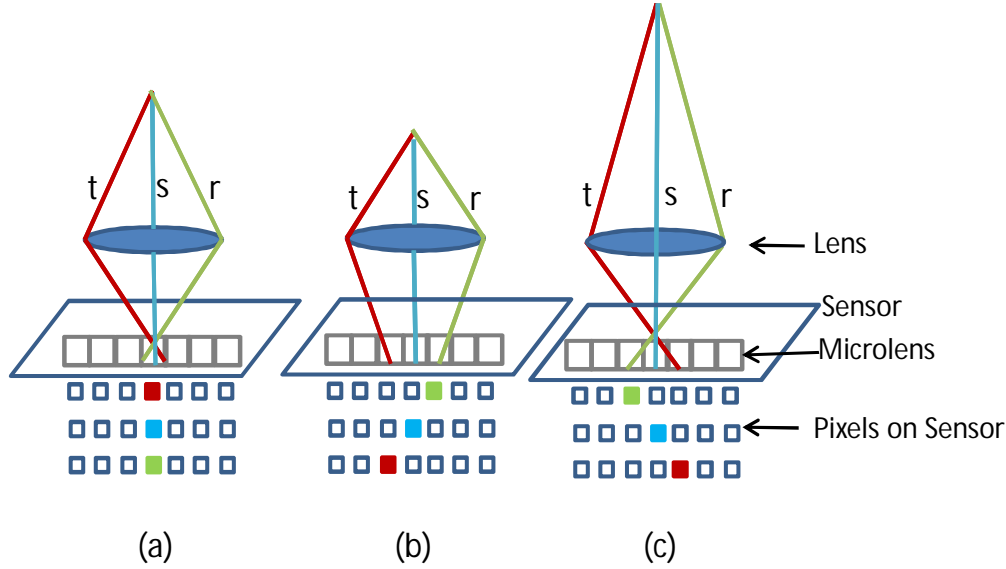 t s r
t s r
t s r
Lens
Sensor
Microlens
Pixels on Sensor
(a) (b) (c)